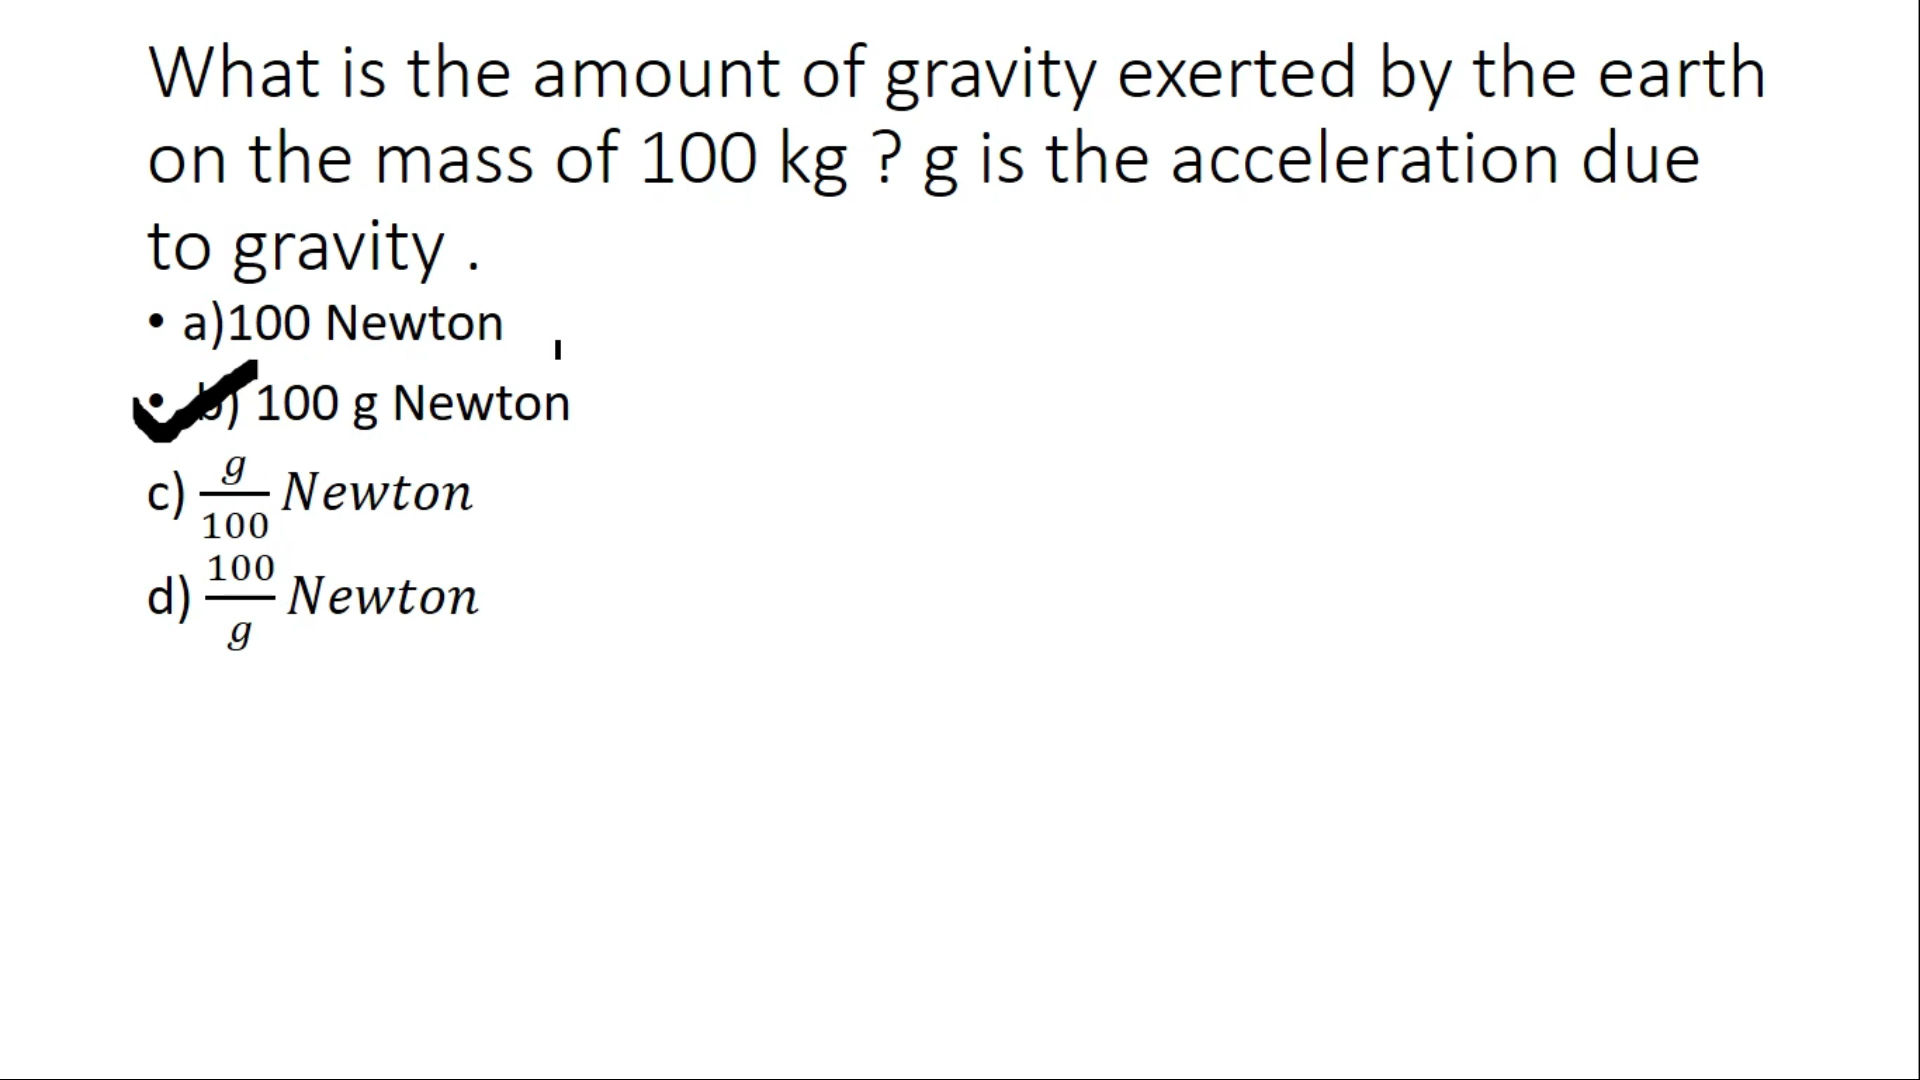 What is the amount of gravity exerted by the earth
on the mass of 100 kg ? g is the acceleration due
to gravity .
• a)100 Newton
• b) 100 g Newton
c) g/100 Newton
d) 100/g Newton